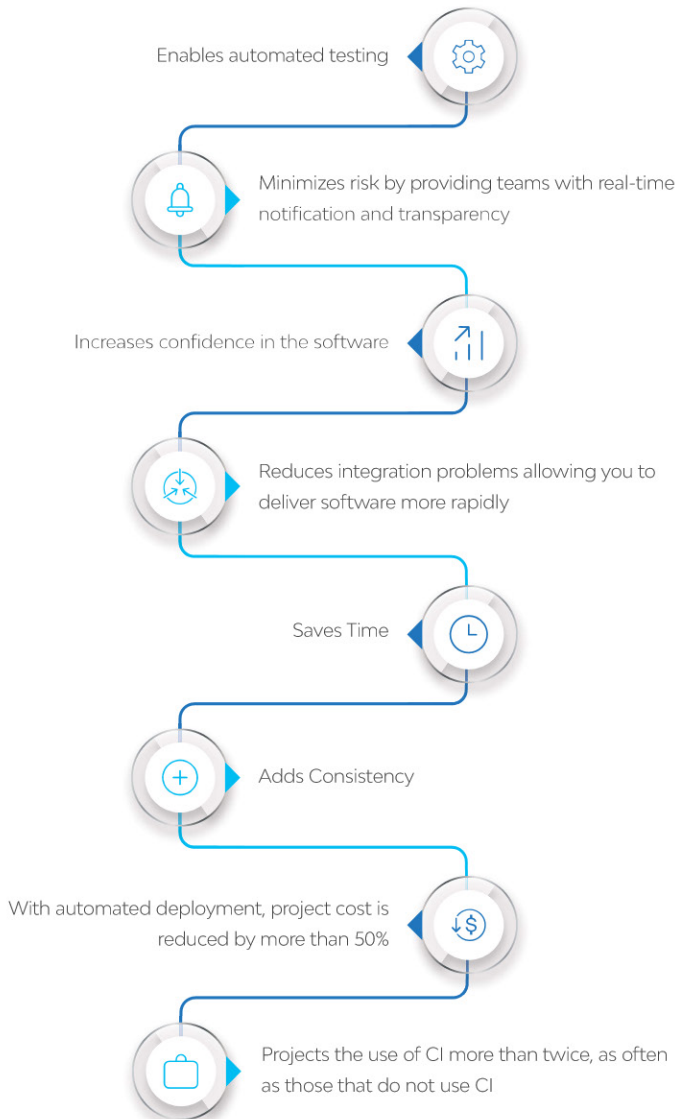 Enables automated testing
Minimizes risk by providing teams with real-time
notification and transparency
Increases confidence in the software
Reduces integration problems allowing you to
deliver software more rapidly
Saves Time
Adds Consistency
With automated deployment, project cost is
reduced by more than 50%
Projects the use of CI more than twice, as often
as those that do not use CI